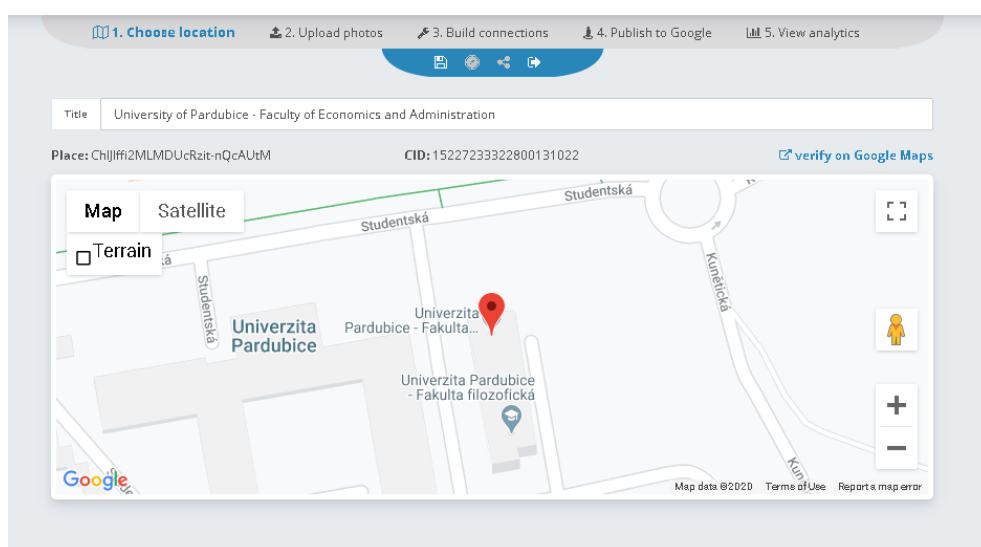 1. Choose location 2. Upload photos 3. Build connections 4. Publish to Google 5. View analytics
Title University of Pardubice - Faculty of Economics and Administration
Place: ChIJIffi2MLMDUcRzit-nQcAUtM CID: 15227233322800131022 verify on Google Maps
Map Satellite
Terrain
Studentská
Studentská
ká
Studentská
Kunětická
Univerzita
Pardubice
Univerzita
Pardubice - Fakulta...
Univerzita Pardubice
- Fakulta filozofická
Kun
Google
Map data ©2020 Terms of Use Report a map error